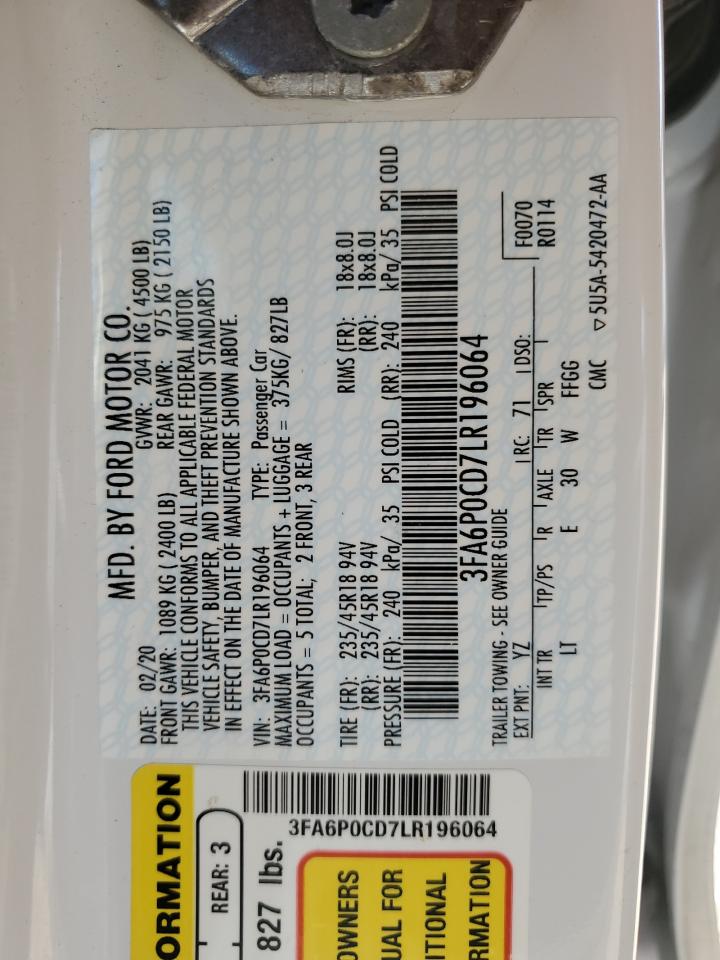 MFD. BY FORD MOTOR CO.
DATE: 02/20 GVWR: 2041 KG ( 4500 LB)
FRONT GAWR: 1089 KG ( 2400 LB) REAR GAWR: 975 KG ( 2150 LB)
THIS VEHICLE CONFORMS TO ALL APPLICABLE FEDERAL MOTOR
VEHICLE SAFETY, BUMPER, AND THEFT PREVENTION STANDARDS
IN EFFECT ON THE DATE OF MANUFACTURE SHOWN ABOVE.
VIN: 3FA6P0CD7LR196064 TYPE: Passenger Car
MAXIMUM LOAD = OCCUPANTS + LUGGAGE = 375KG/ 827LB
OCCUPANTS = 5 TOTAL; 2 FRONT, 3 REAR
TIRE (FR): 235/45R18 94V RIMS (FR): 18x8.0J
(RR): 235/45R18 94V (RR): 18x8.0J
PRESSURE (FR): 240 kPa/ 35 PSI COLD (RR): 240 kPa/ 35 PSI COLD
3FA6P0CD7LR196064
TRAILER TOWING - SEE OWNER GUIDE
F0070
R0114
EXT PNT: YZ RC: 71 DSO:
INT TR TP/PS R AXLE TR SPR
LT E 30 W FFGG
CMC ▽5U5A-5420472-AA
ORMATION
REAR: 3
3FA6P0CD7LR196064
827 lbs.
OWNERS
UAL FOR
ITIONAL
RMATION